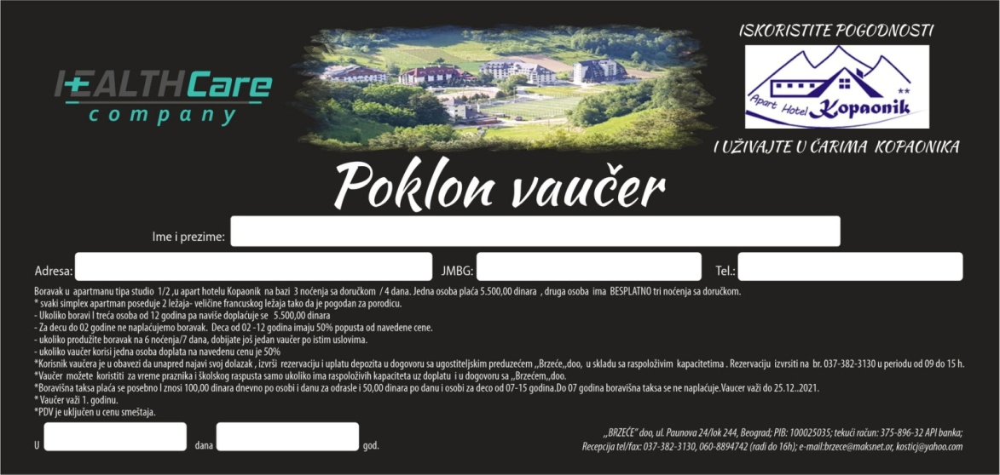 HEALTHCare
company
ISKORISTITE POGODNOSTI
Apart Hotel Kopaonik **
I UŽIVAJTE U ČARIMA KOPAONIKA
Poklon vaučer
Ime i prezime:
Adresa: JMBG: Tel.:
Boravak u apartmanu tipa studio 1/2 ,u apart hotelu Kopaonik na bazi 3 noćenja sa doručkom / 4 dana. Jedna osoba plaća 5.500,00 dinara , druga osoba ima BESPLATNO tri noćenja sa doručkom.
* svaki simplex apartman poseduje 2 ležaja- veličine francuskog ležaja tako da je pogodan za porodicu.
- Ukoliko boravi I treća osoba od 12 godina pa naviše doplaćuje se 5.500,00 dinara
- Za decu do 02 godine ne naplaćujemo boravak. Deca od 02 -12 godina imaju 50% popusta od navedene cene.
- ukoliko produžite boravak na 6 noćenja/7 dana, dobijate još jedan vaučer po istim uslovima.
- ukoliko vaučer korisi jedna osoba doplata na navedenu cenu je 50%
*Korisnik vaučera je u obavezi da unapred najavi svoj dolazak , izvrši rezervaciju i uplatu depozita u dogovoru sa ugostiteljskim preduzećem ,,Brzeće,,doo, u skladu sa raspoloživim kapacitetima . Rezervaciju izvrsiti na br. 037-382-3130 u periodu od 09 do 15 h.
*Vaučer možete koristiti za vreme praznika i školskog raspusta samo ukoliko ima raspoloživih kapaciteta uz doplatu i u dogovoru sa ,,Brzećem,,doo.
*Boravišna taksa plaća se posebno I znosi 100,00 dinara dnevno po osobi i danu za odrasle i 50,00 dinara po danu i osobi za deco od 07-15 godina.Do 07 godina boravišna taksa se ne naplaćuje.Vaucer važi do 25.12..2021.
* Vaučer važi 1. godinu.
*PDV je uključen u cenu smeštaja.
U dana god.
,,BRZEĆE" doo, ul. Paunova 24/lok 244, Beograd; PIB: 100025035; tekući račun: 375-896-32 API banka;
Recepcija tel/fax: 037-382-3130, 060-8894742 (radi do 16h); e-mail:brzece@maksnet.or, kosticj@yahoo.com